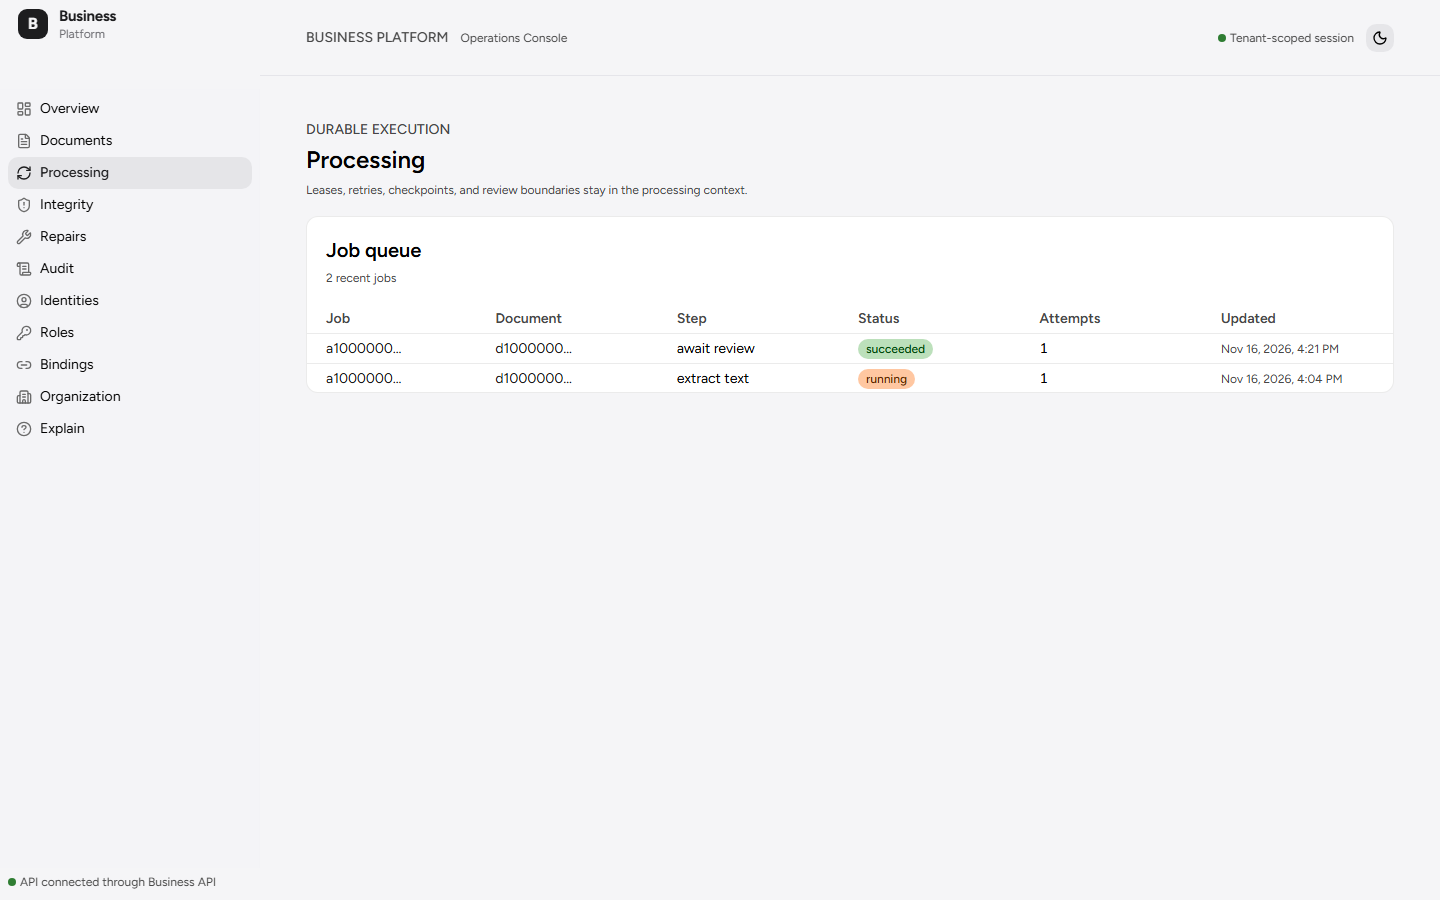 B Business
Platform
BUSINESS PLATFORM Operations Console
Tenant-scoped session
Overview
Documents
Processing
Integrity
Repairs
Audit
Identities
Roles
Bindings
Organization
Explain
API connected through Business API
DURABLE EXECUTION
Processing
Leases, retries, checkpoints, and review boundaries stay in the processing context.
Job queue
2 recent jobs
Job Document Step Status Attempts Updated
a1000000... d1000000... await review succeeded 1 Nov 16, 2026, 4:21 PM
a1000000... d1000000... extract text running 1 Nov 16, 2026, 4:04 PM